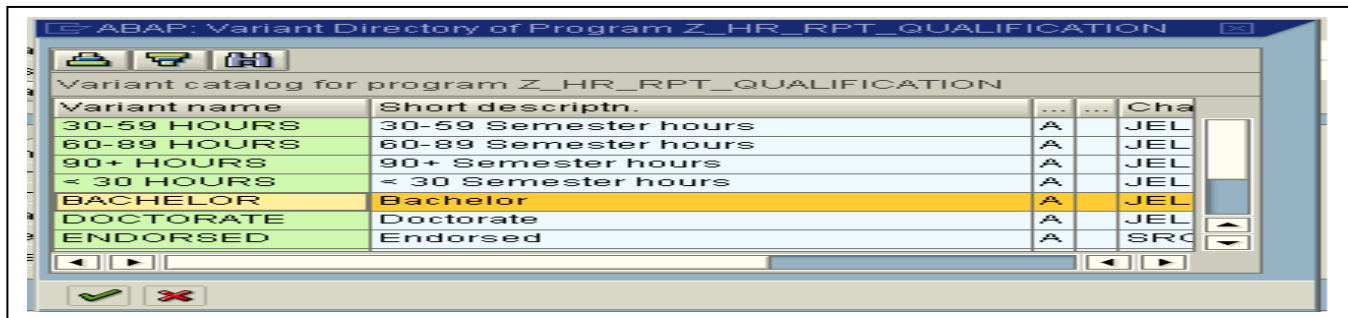 ABAP: Variant Directory of Program Z_HR_RPT_QUALIFICATION
Variant catalog for program Z_HR_RPT_QUALIFICATION
Variant name Short descriptn. ... ... Cha
30-59 HOURS 30-59 Semester hours A JEL
60-89 HOURS 60-89 Semester hours A JEL
90+ HOURS 90+ Semester hours A JEL
< 30 HOURS < 30 Semester hours A JEL
BACHELOR Bachelor A JEL
DOCTORATE Doctorate A JEL
ENDORSED Endorsed A SRC